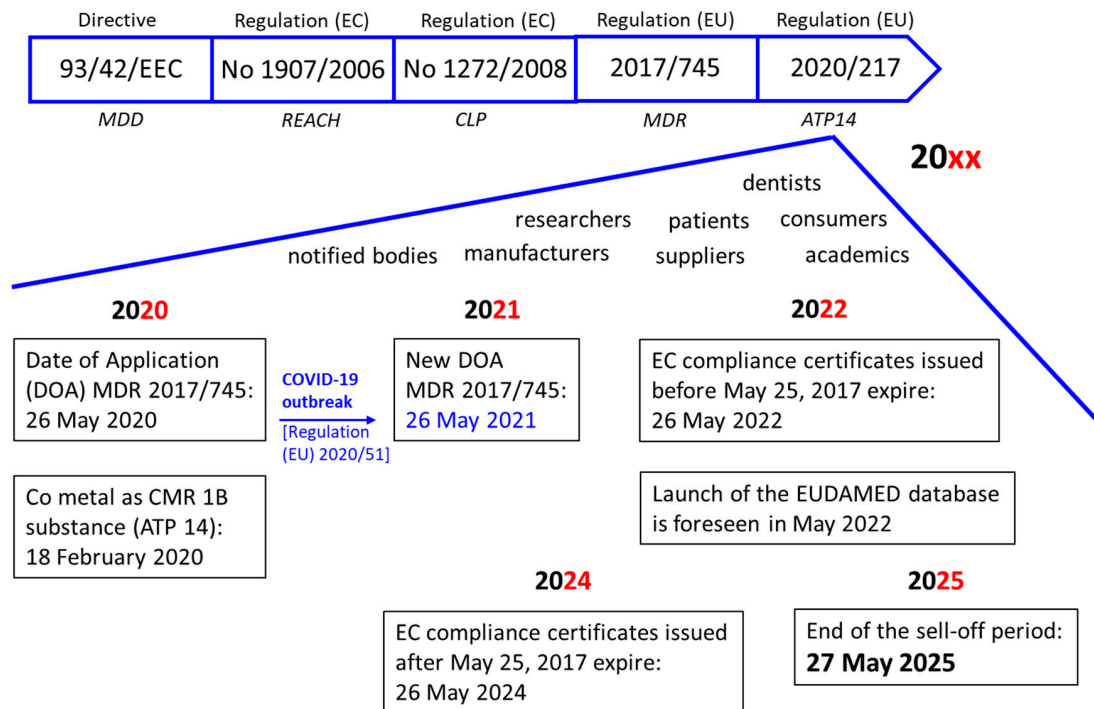 Directive
Regulation (EC)
Regulation (EC)
Regulation (EU)
Regulation (EU)
93/42/EEC
No 1907/2006
No 1272/2008
2017/745
2020/217
MDD
REACH
CLP
MDR
ATP14
20xx
dentists
researchers
patients
consumers
notified bodies
manufacturers
suppliers
academics
2020
Date of Application
(DOA) MDR 2017/745:
26 May 2020
Co metal as CMR 1B
substance (ATP 14):
18 February 2020
COVID-19
outbreak
[Regulation
(EU) 2020/51]
2021
New DOA
MDR 2017/745:
26 May 2021
2022
EC compliance certificates issued
before May 25, 2017 expire:
26 May 2022
Launch of the EUDAMED database
is foreseen in May 2022
2024
EC compliance certificates issued
after May 25, 2017 expire:
26 May 2024
2025
End of the sell-off period:
27 May 2025